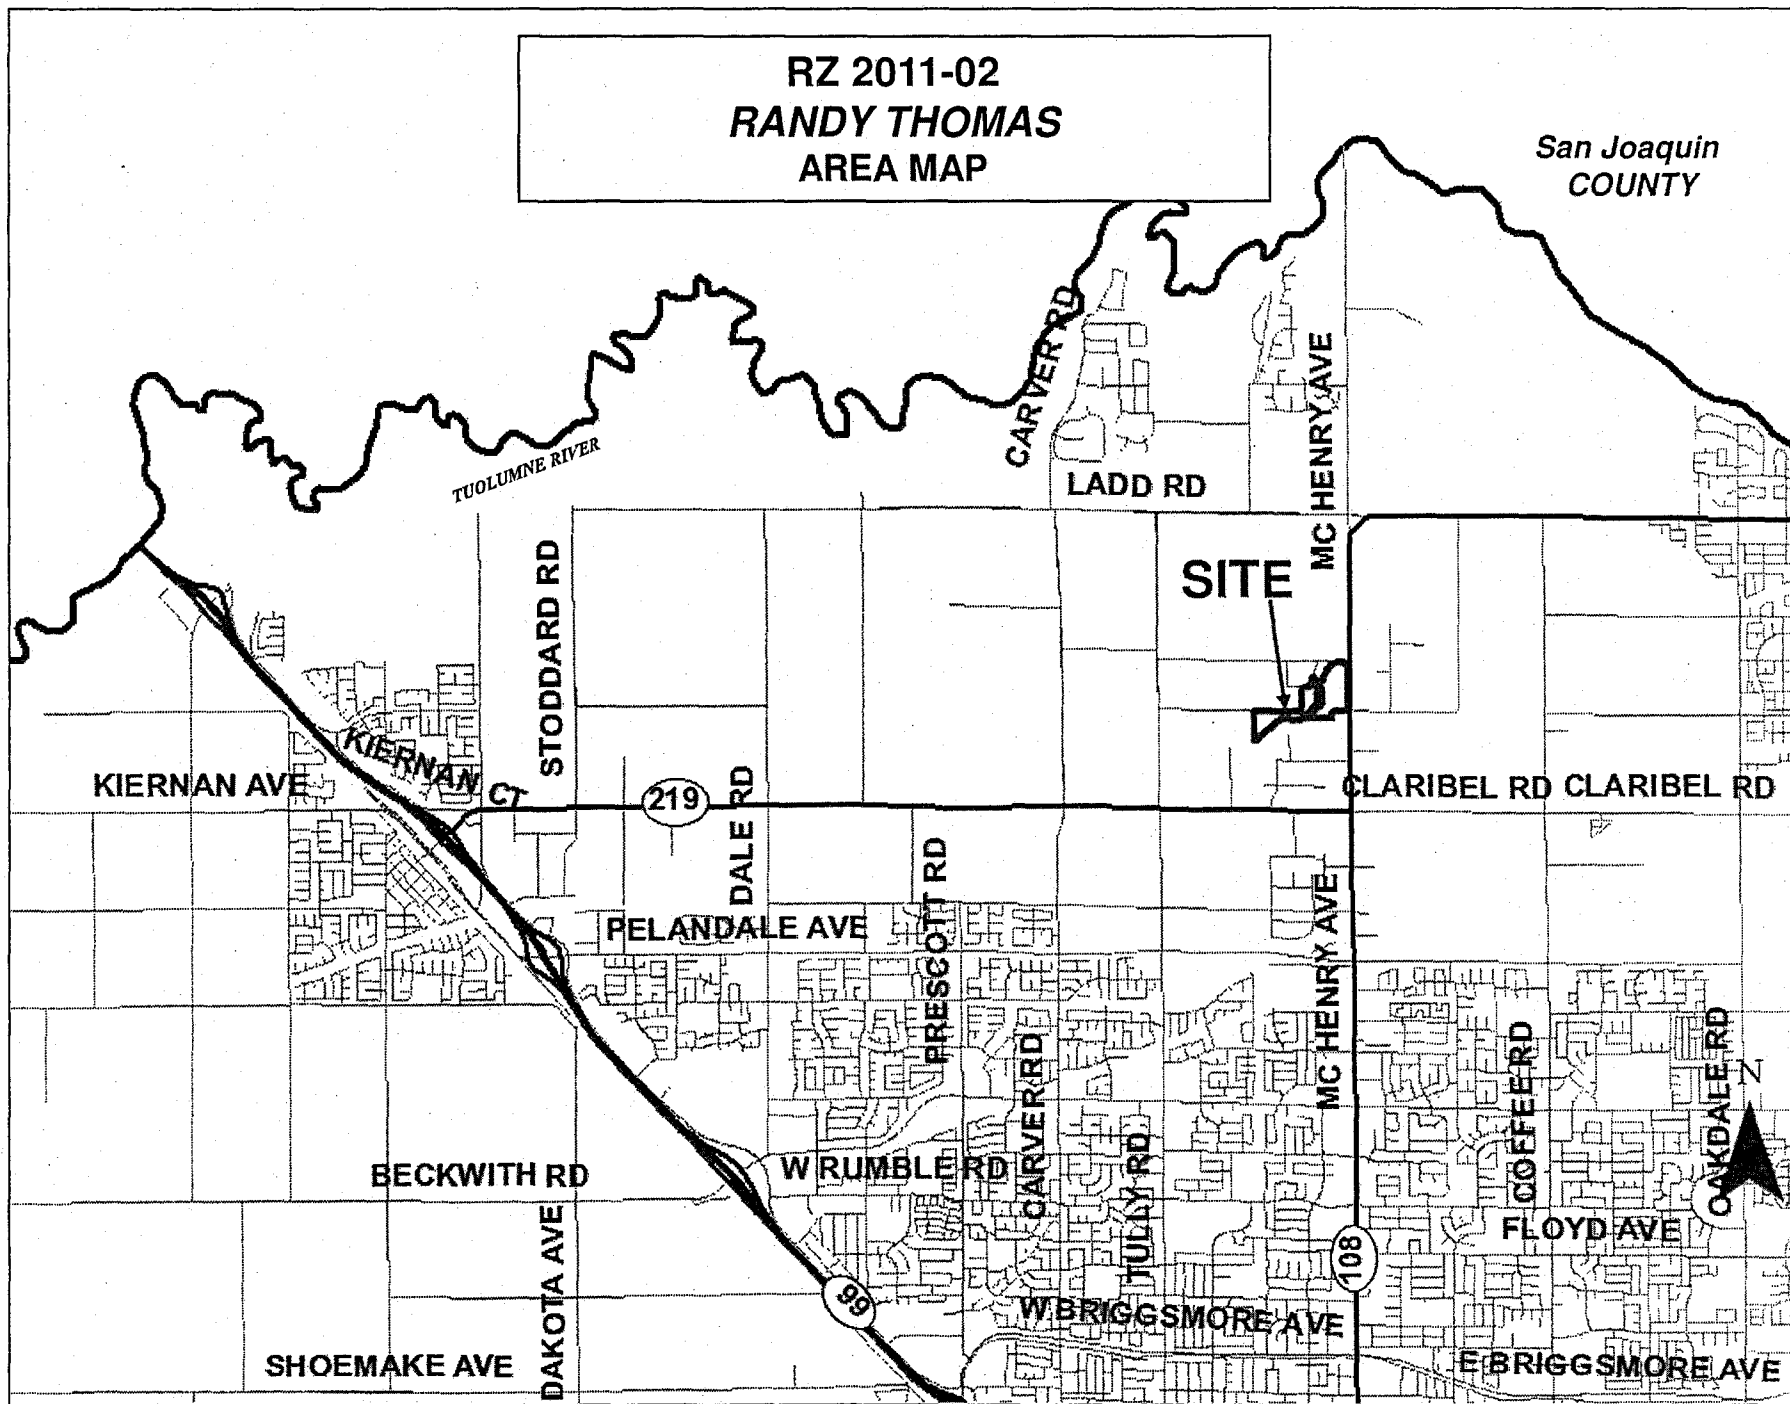 RZ 2011-02
RANDY THOMAS
AREA MAP
San Joaquin
COUNTY
CARVER RD
MC HENRY AVE
TUOLUMNE RIVER
LADD RD
SITE
STODDARD RD
KIERNAN AVE
KIERNAN CT
219
DALE RD
CLARIBEL RD
CLARIBEL RD
PRESCOTT RD
PELANDALE AVE
MC HENRY AVE
COFFEE RD
OAKDALE RD
N
CARVER RD
TULLY RD
BECKWITH RD
W RUMBLE RD
FLOYD AVE
DAKOTA AVE
99
108
W BRIGGSMORE AVE
SHOEMAKE AVE
E BRIGGSMORE AVE